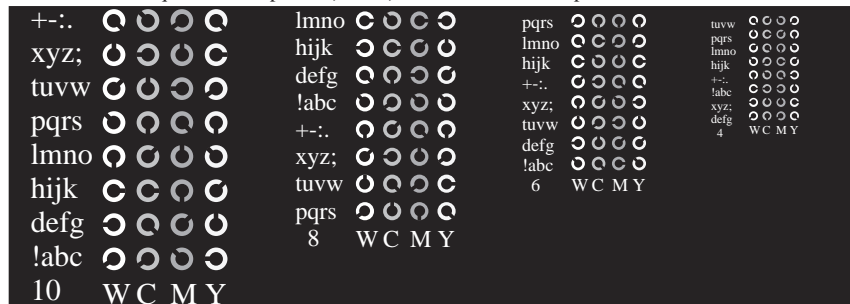 +-:.
xyz;
tuvw
pqrs
lmno
hijk
defg
!abc
10 W C M Y
lmno
hijk
defg
!abc
+-:.
xyz;
tuvw
pqrs
8 W C M Y
pqrs
lmno
hijk
+-:.
xyz;
tuvw
defg
!abc
6 W C M Y
tuvw
pqrs
lmno
hijk
+-:.
!abc
xyz;
defg
4 W C M Y